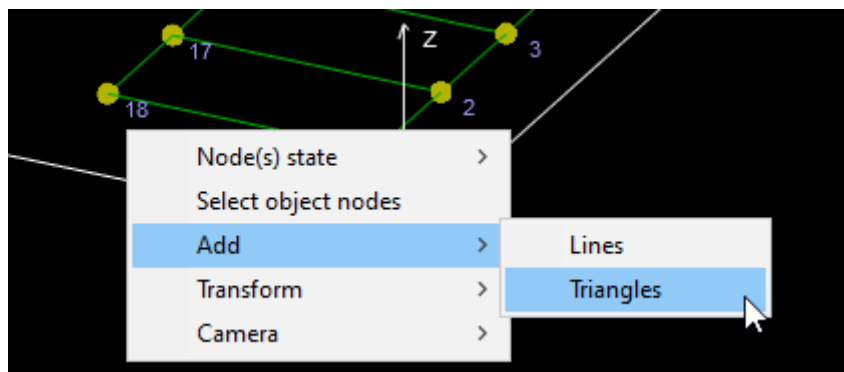 Z
17
3
18
2
Node(s) state
Select object nodes
Add
Lines
Transform
Triangles
Camera